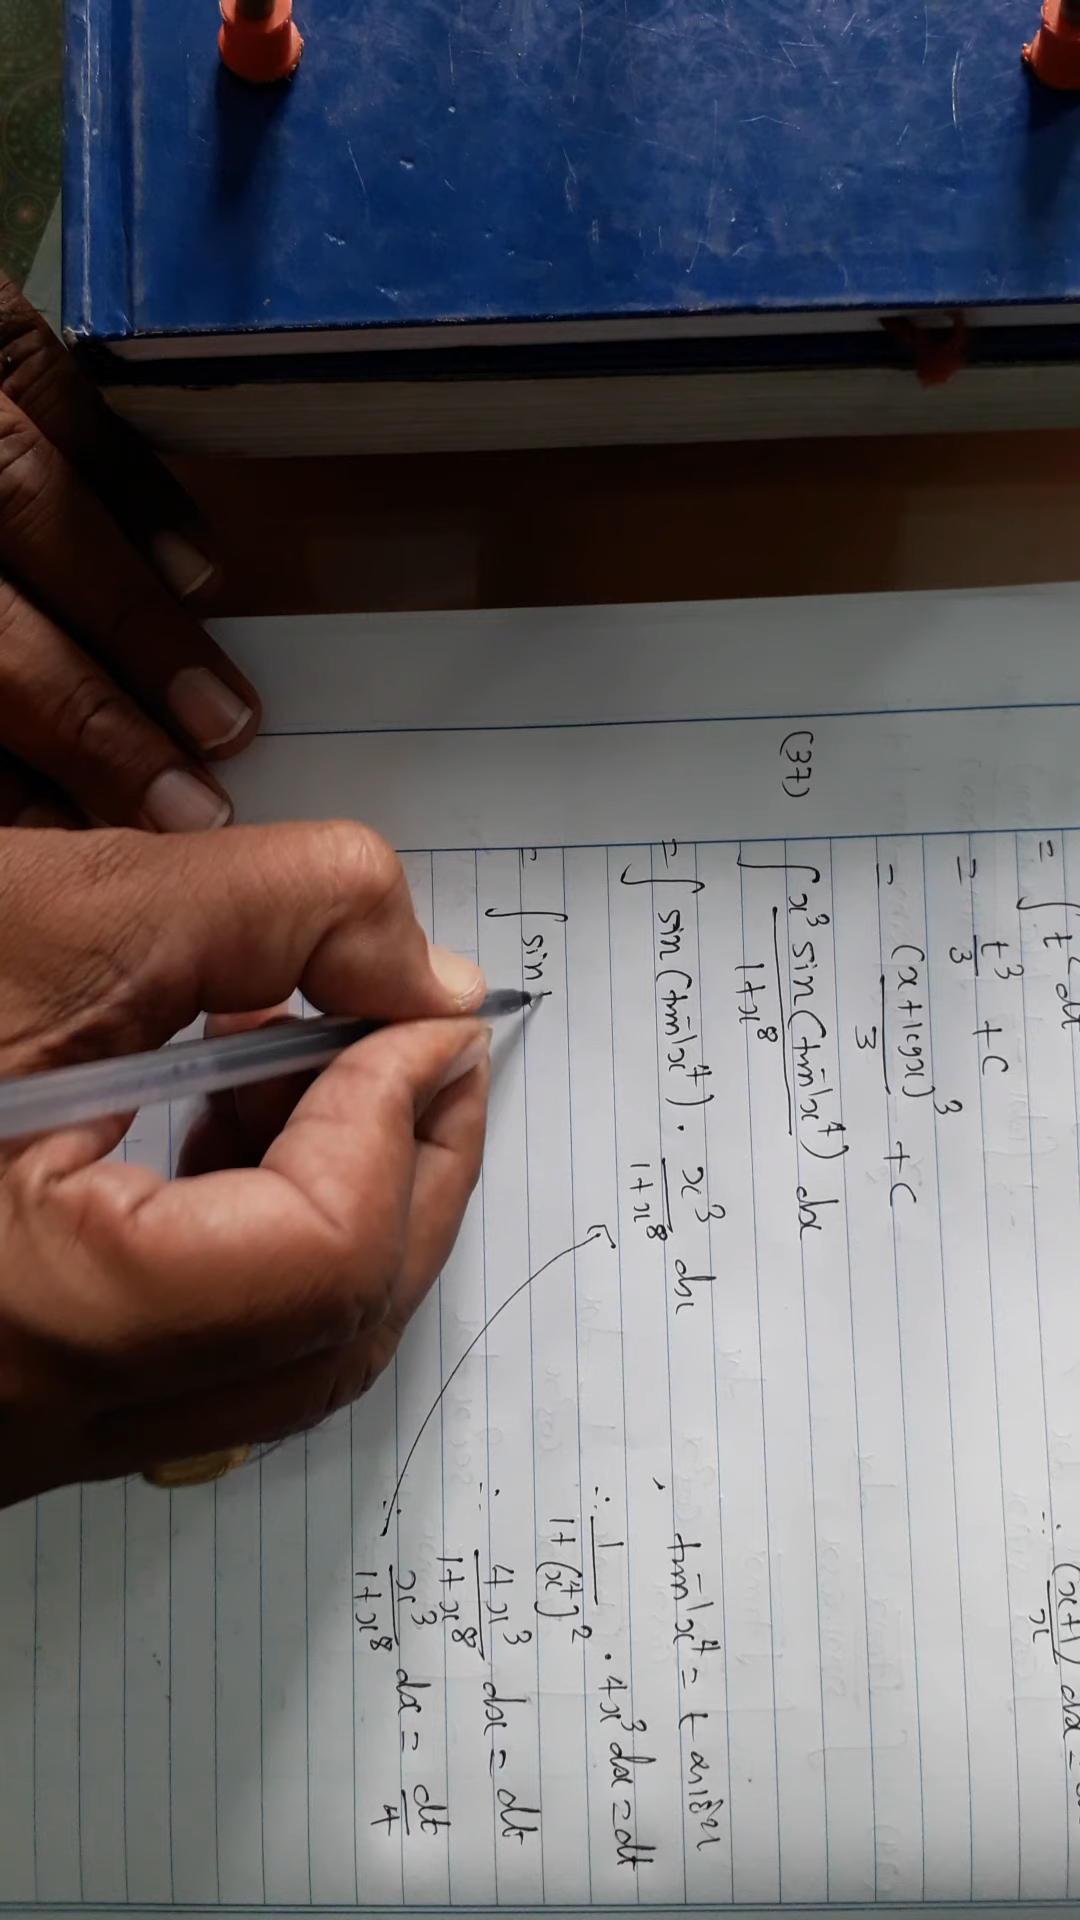 = ∫ t² dt
(x+1)/x dx =
= t³/3 + C
= (x+logx)³/3 + C
(37) ∫ x³ sin(tan⁻¹x⁴)/1+x⁸ dx
= ∫ sin(tan⁻¹x⁴) · x³/1+x⁸ dx
tan⁻¹x⁴ = t
∴ 1/1+(x⁴)² · 4x³ dx = dt
∴ 4x³/1+x⁸ dx = dt
∴ x³/1+x⁸ dx = dt/4
= ∫ sin t